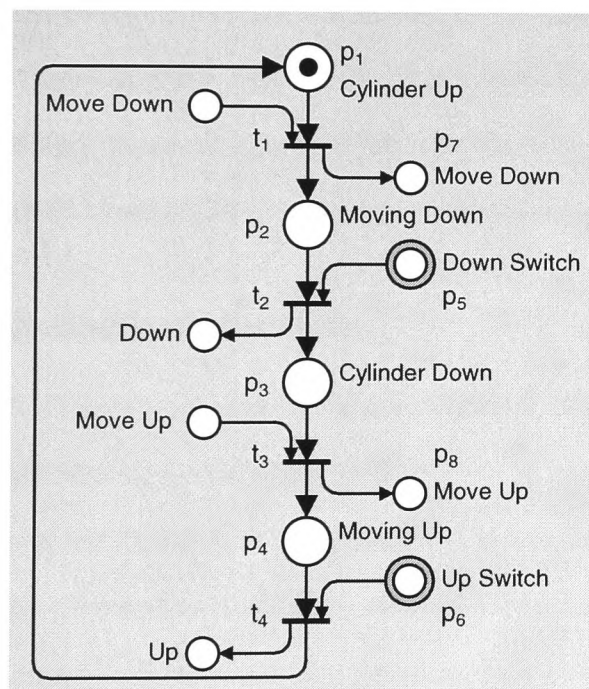 p1
Cylinder Up
Move Down
t1
p7
Move Down
p2
Moving Down
Down Switch
t2
p5
Down
p3
Cylinder Down
Move Up
t3
p8
Move Up
p4
Moving Up
Up Switch
t4
p6
Up